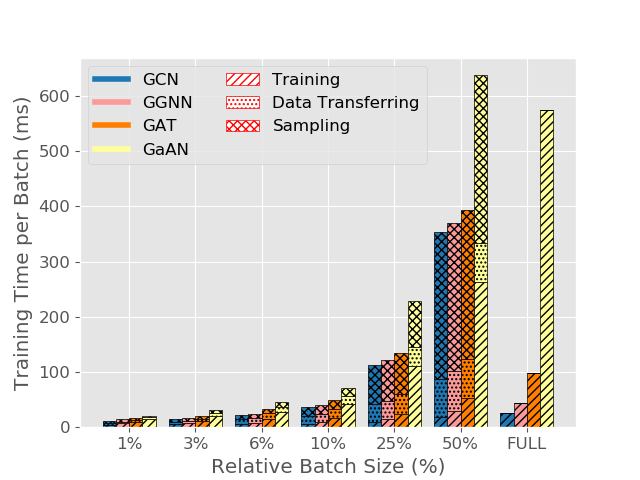 GCN
GGNN
GAT
GaAN
Training
Data Transferring
Sampling
Training Time per Batch (ms)
600
500
400
300
200
100
0
1% 3% 6% 10% 25% 50% FULL
Relative Batch Size (%)